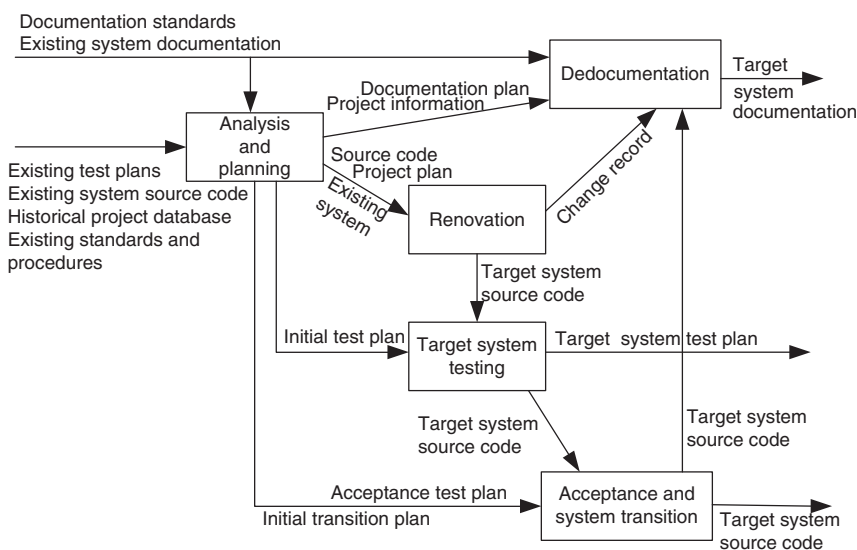 Documentation standards
Existing system documentation
Dedocumentation
Target
system
documentation
Documentation plan
Project information
Analysis
and
planning
Source code
Project plan
Existing
system
Change record
Existing test plans
Existing system source code
Historical project database
Existing standards and
procedures
Renovation
Target system
source code
Initial test plan
Target system
testing
Target system test plan
Target system
source code
Target system
source code
Acceptance test plan
Initial transition plan
Acceptance and
system transition
Target system
source code